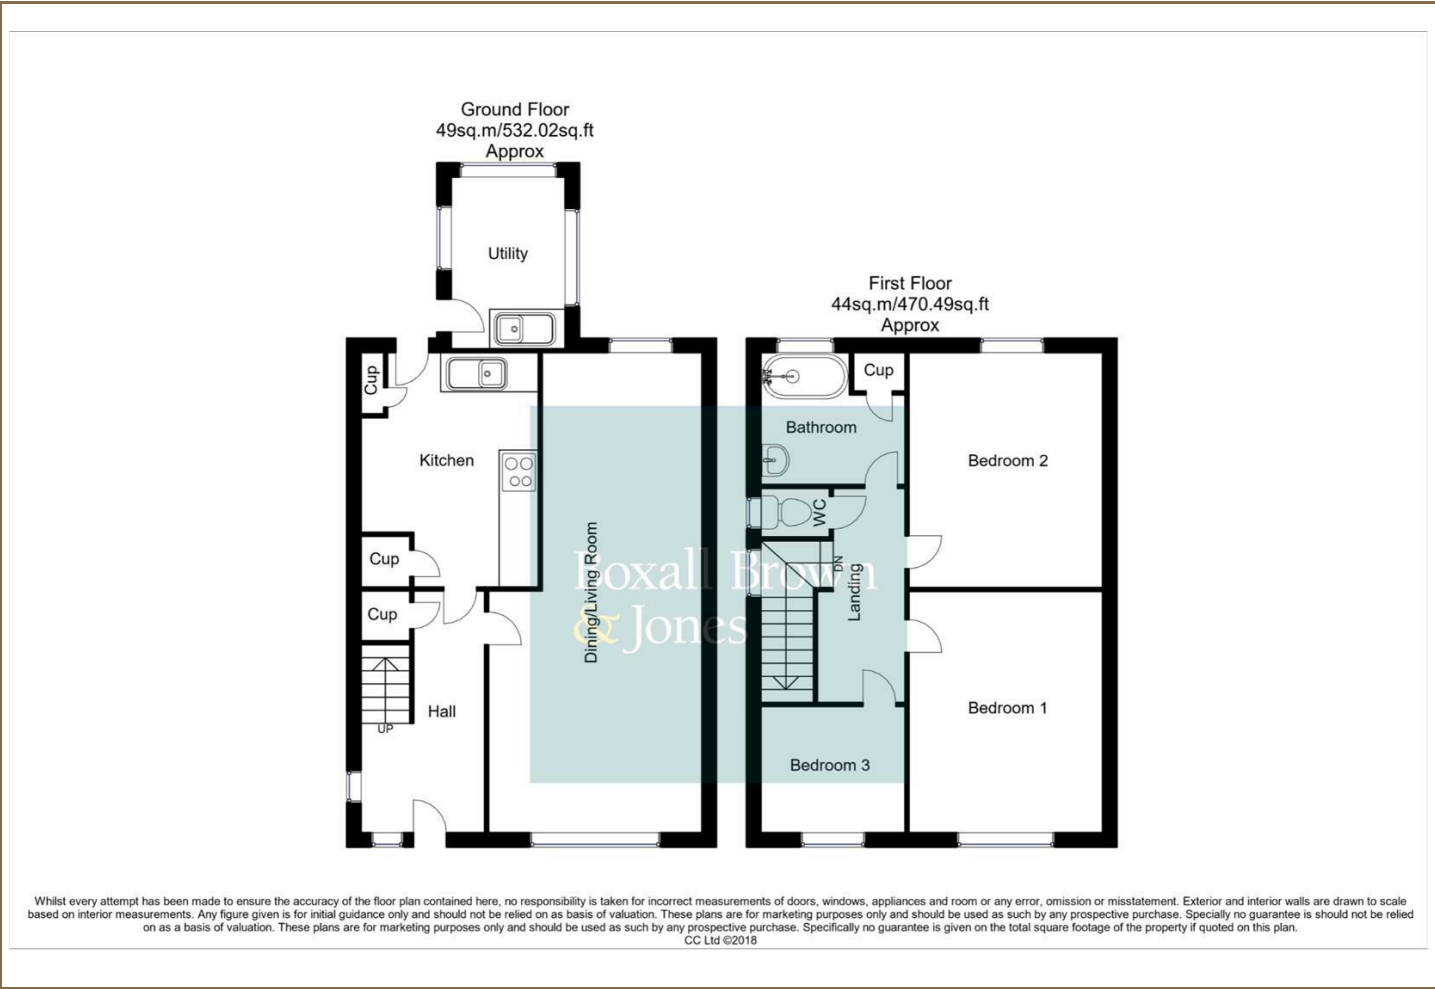 Ground Floor
49sq.m/532.02sq.ft
Approx
Utility
First Floor
44sq.m/470.49sq.ft
Approx
Cup
Cup
Bathroom
Kitchen
Bedroom 2
WC
Cup
DN
Dining/Living Room
Boxall Brown
& Jones
Landing
Cup
Hall
UP
Bedroom 1
Bedroom 3
Whilst every attempt has been made to ensure the accuracy of the floor plan contained here, no responsibility is taken for incorrect measurements of doors, windows, appliances and room or any error, omission or misstatement. Exterior and interior walls are drawn to scale
based on interior measurements. Any figure given is for initial guidance only and should not be relied on as basis of valuation. These plans are for marketing purposes only and should be used as such by any prospective purchase. Specially no guarantee is should not be relied
on as a basis of valuation. These plans are for marketing purposes only and should be used as such by any prospective purchase. Specifically no guarantee is given on the total square footage of the property if quoted on this plan.
CC Ltd ©2018